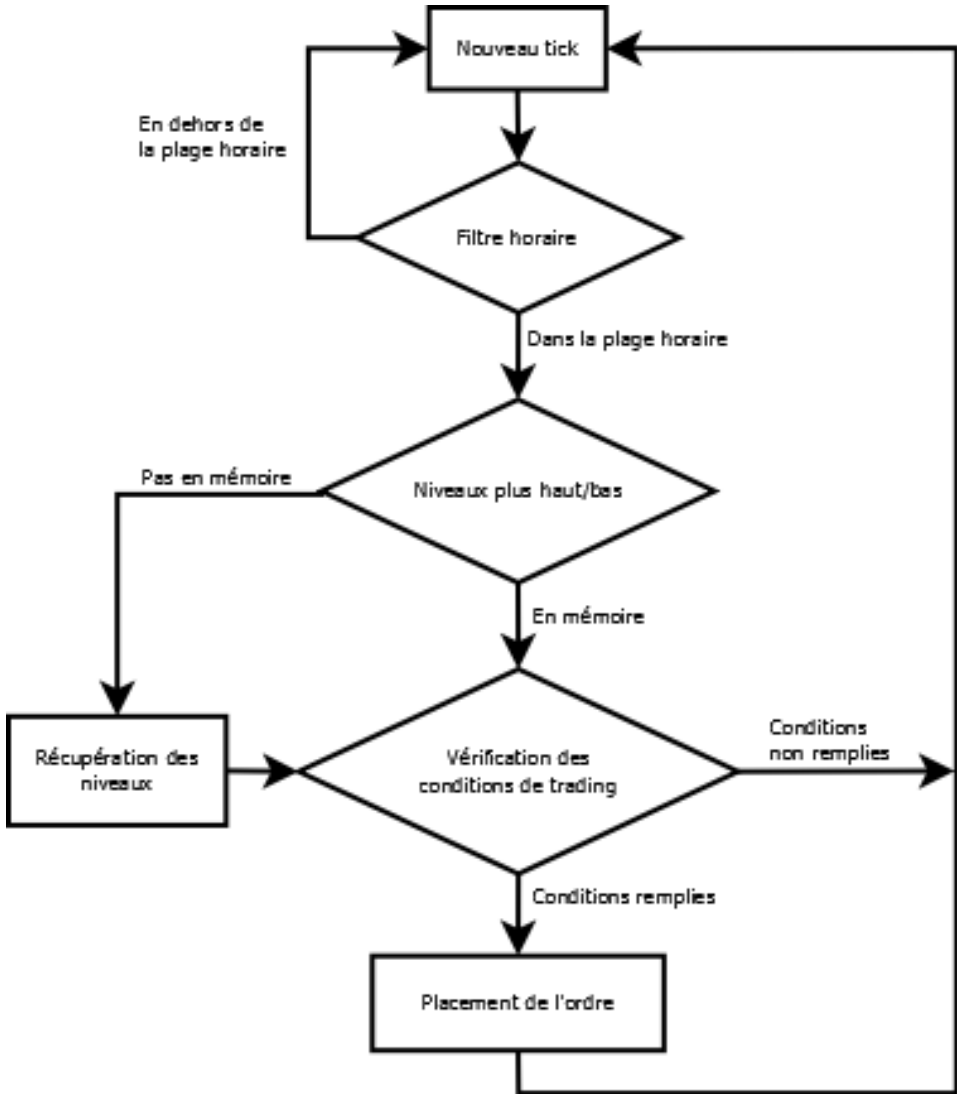 Nouveau tick
En dehors de
la plage horaire
Filtre horaire
Dans la plage horaire
Pas en mémoire
Niveaux plus haut/bas
En mémoire
Récupération des
niveaux
Vérification des
conditions de trading
Conditions
non remplies
Conditions remplies
Placement de l'ordre